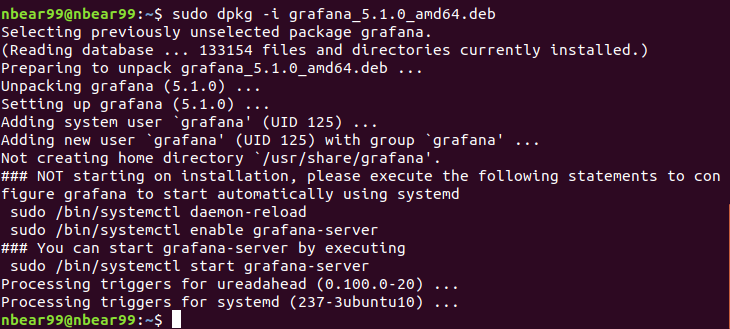 nbear99@nbear99:~$ sudo dpkg -i grafana_5.1.0_amd64.deb
Selecting previously unselected package grafana.
(Reading database ... 133154 files and directories currently installed.)
Preparing to unpack grafana_5.1.0_amd64.deb ...
Unpacking grafana (5.1.0) ...
Setting up grafana (5.1.0) ...
Adding system user `grafana' (UID 125) ...
Adding new user `grafana' (UID 125) with group `grafana' ...
Not creating home directory `/usr/share/grafana'.
### NOT starting on installation, please execute the following statements to con
figure grafana to start automatically using systemd
 sudo /bin/systemctl daemon-reload
 sudo /bin/systemctl enable grafana-server
### You can start grafana-server by executing
 sudo /bin/systemctl start grafana-server
Processing triggers for ureadahead (0.100.0-20) ...
Processing triggers for systemd (237-3ubuntu10) ...
nbear99@nbear99:~$